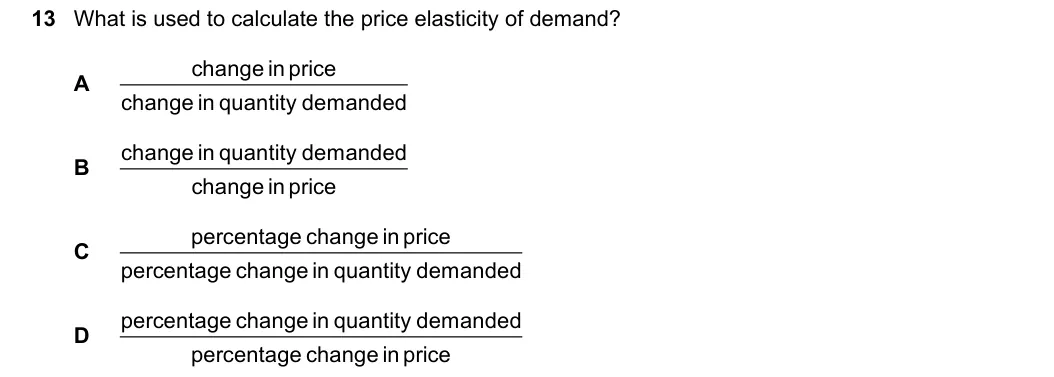 13 What is used to calculate the price elasticity of demand?
A
change in price
change in quantity demanded
B
change in quantity demanded
change in price
C
percentage change in price
percentage change in quantity demanded
D
percentage change in quantity demanded
percentage change in price